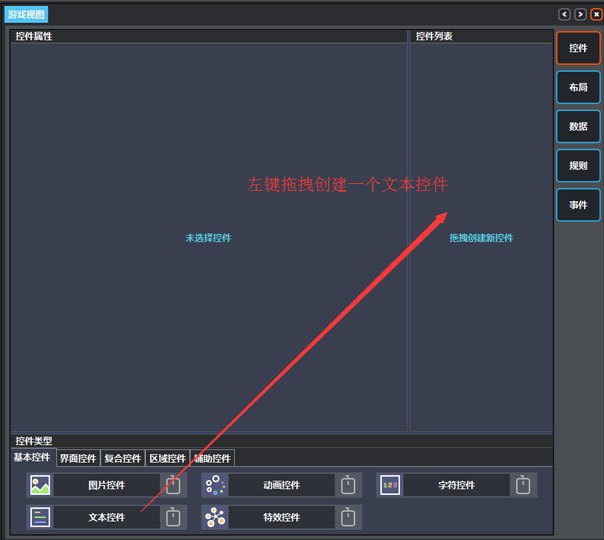 游戏视图
控件属性
控件列表
控件
布局
数据
规则
事件
左键拖拽创建一个文本控件
未选择控件
拖拽创建新控件
控件类型
基本控件 界面控件 复合控件 区域控件 辅助控件
图片控件 动画控件 123 字符控件
文本控件 特效控件